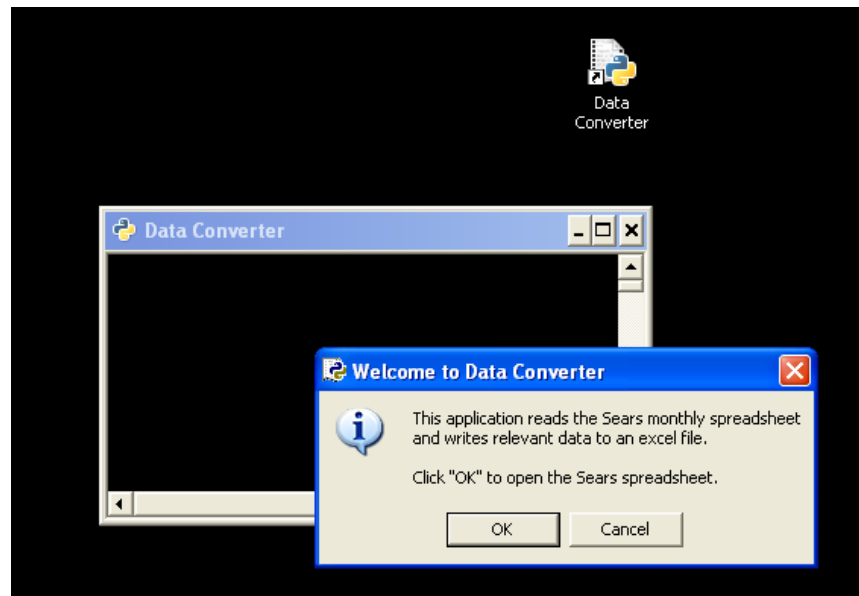 Data
Converter
Data Converter
Welcome to Data Converter
This application reads the Sears monthly spreadsheet
and writes relevant data to an excel file.
Click "OK" to open the Sears spreadsheet.
OK
Cancel